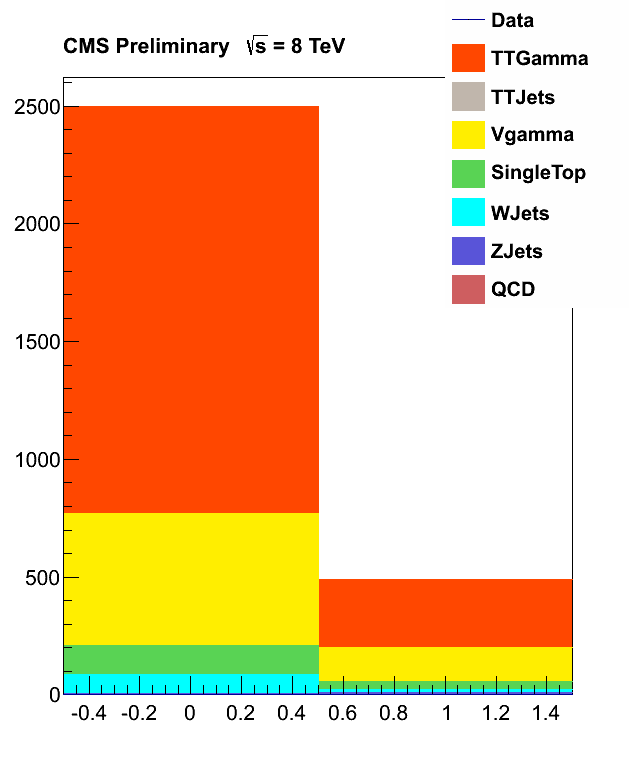 CMS Preliminary √s = 8 TeV
Data
TTGamma
TTJets
Vgamma
SingleTop
WJets
ZJets
QCD
2500
2000
1500
1000
500
0
-0.4 -0.2 0 0.2 0.4 0.6 0.8 1 1.2 1.4